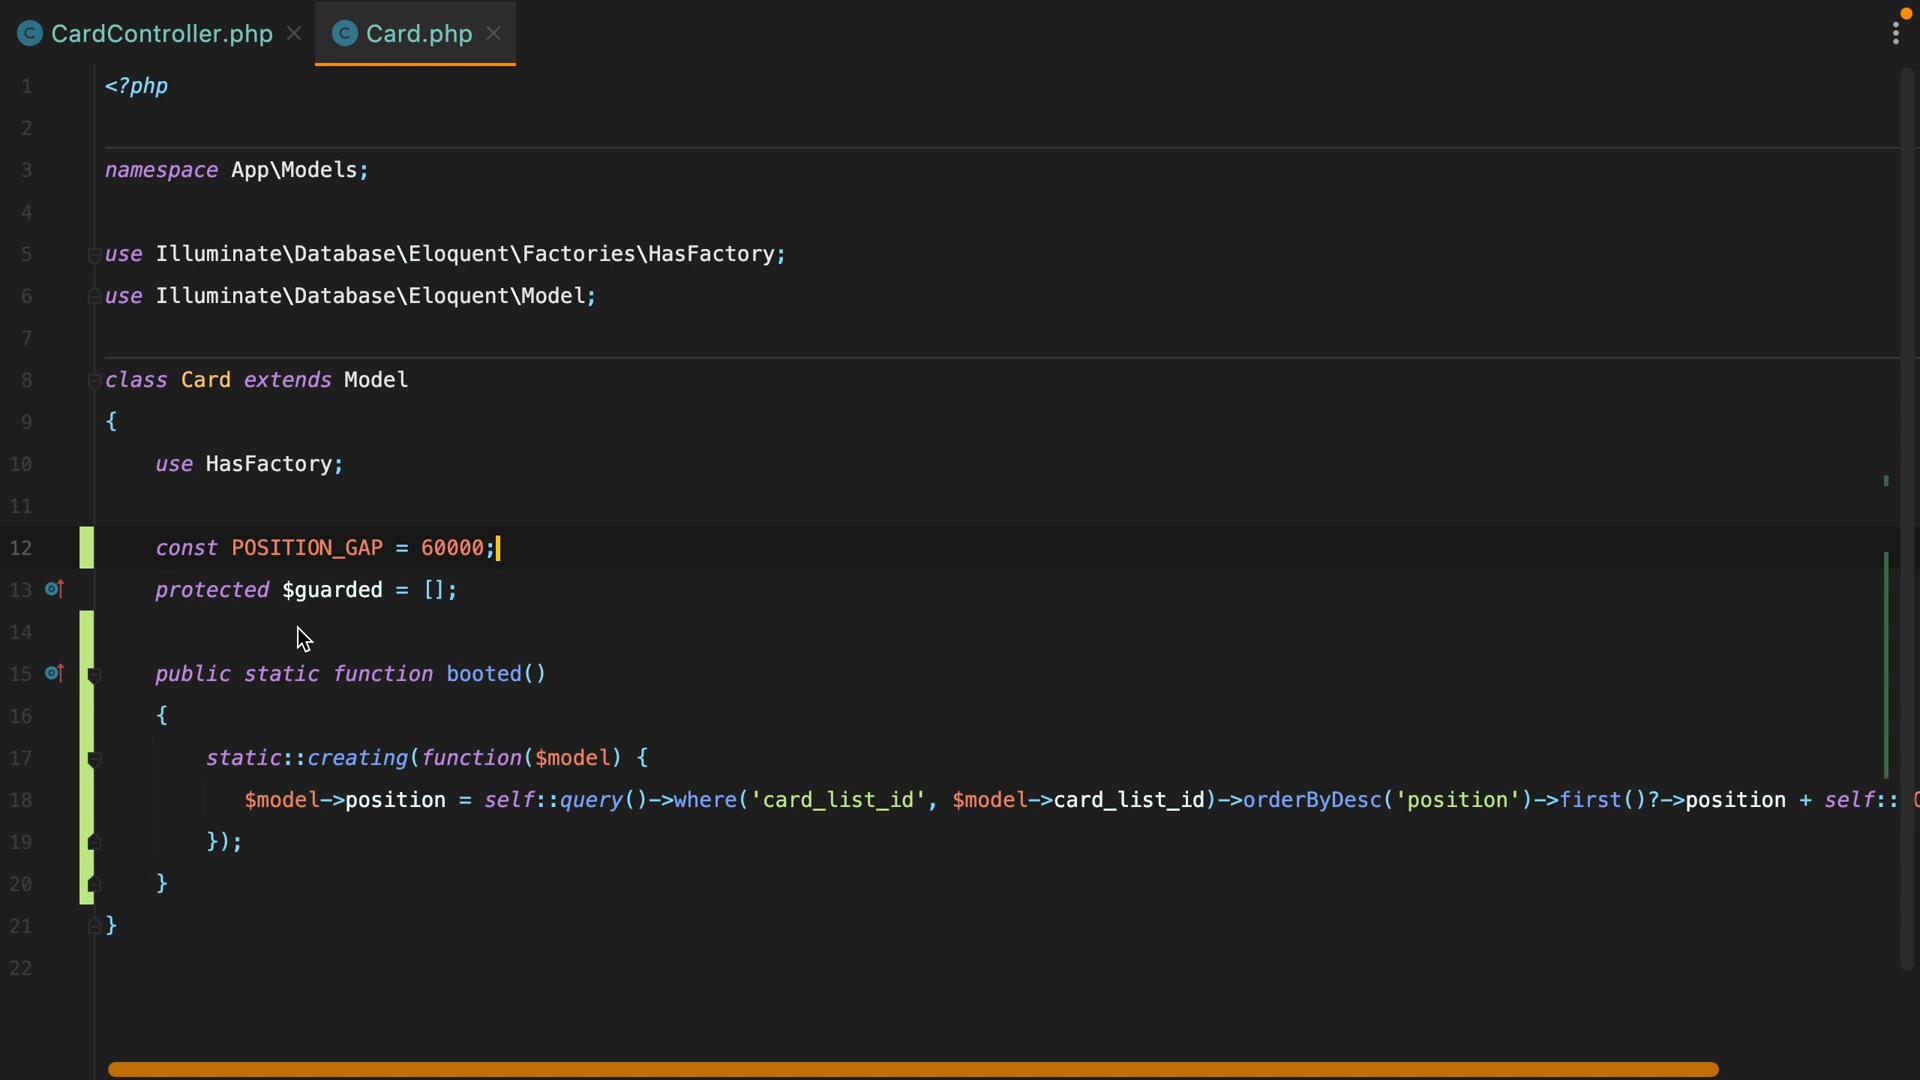 CardController.php Card.php
1 <?php
2
3 namespace App\Models;
4
5 use Illuminate\Database\Eloquent\Factories\HasFactory;
6 use Illuminate\Database\Eloquent\Model;
7
8 class Card extends Model
9 {
10 use HasFactory;
11
12 const POSITION_GAP = 60000;
13 protected $guarded = [];
14
15 public static function booted()
16 {
17 static::creating(function($model) {
18 $model->position = self::query()->where('card_list_id', $model->card_list_id)->orderByDesc('position')->first()?->position + self::
19 });
20 }
21 }
22